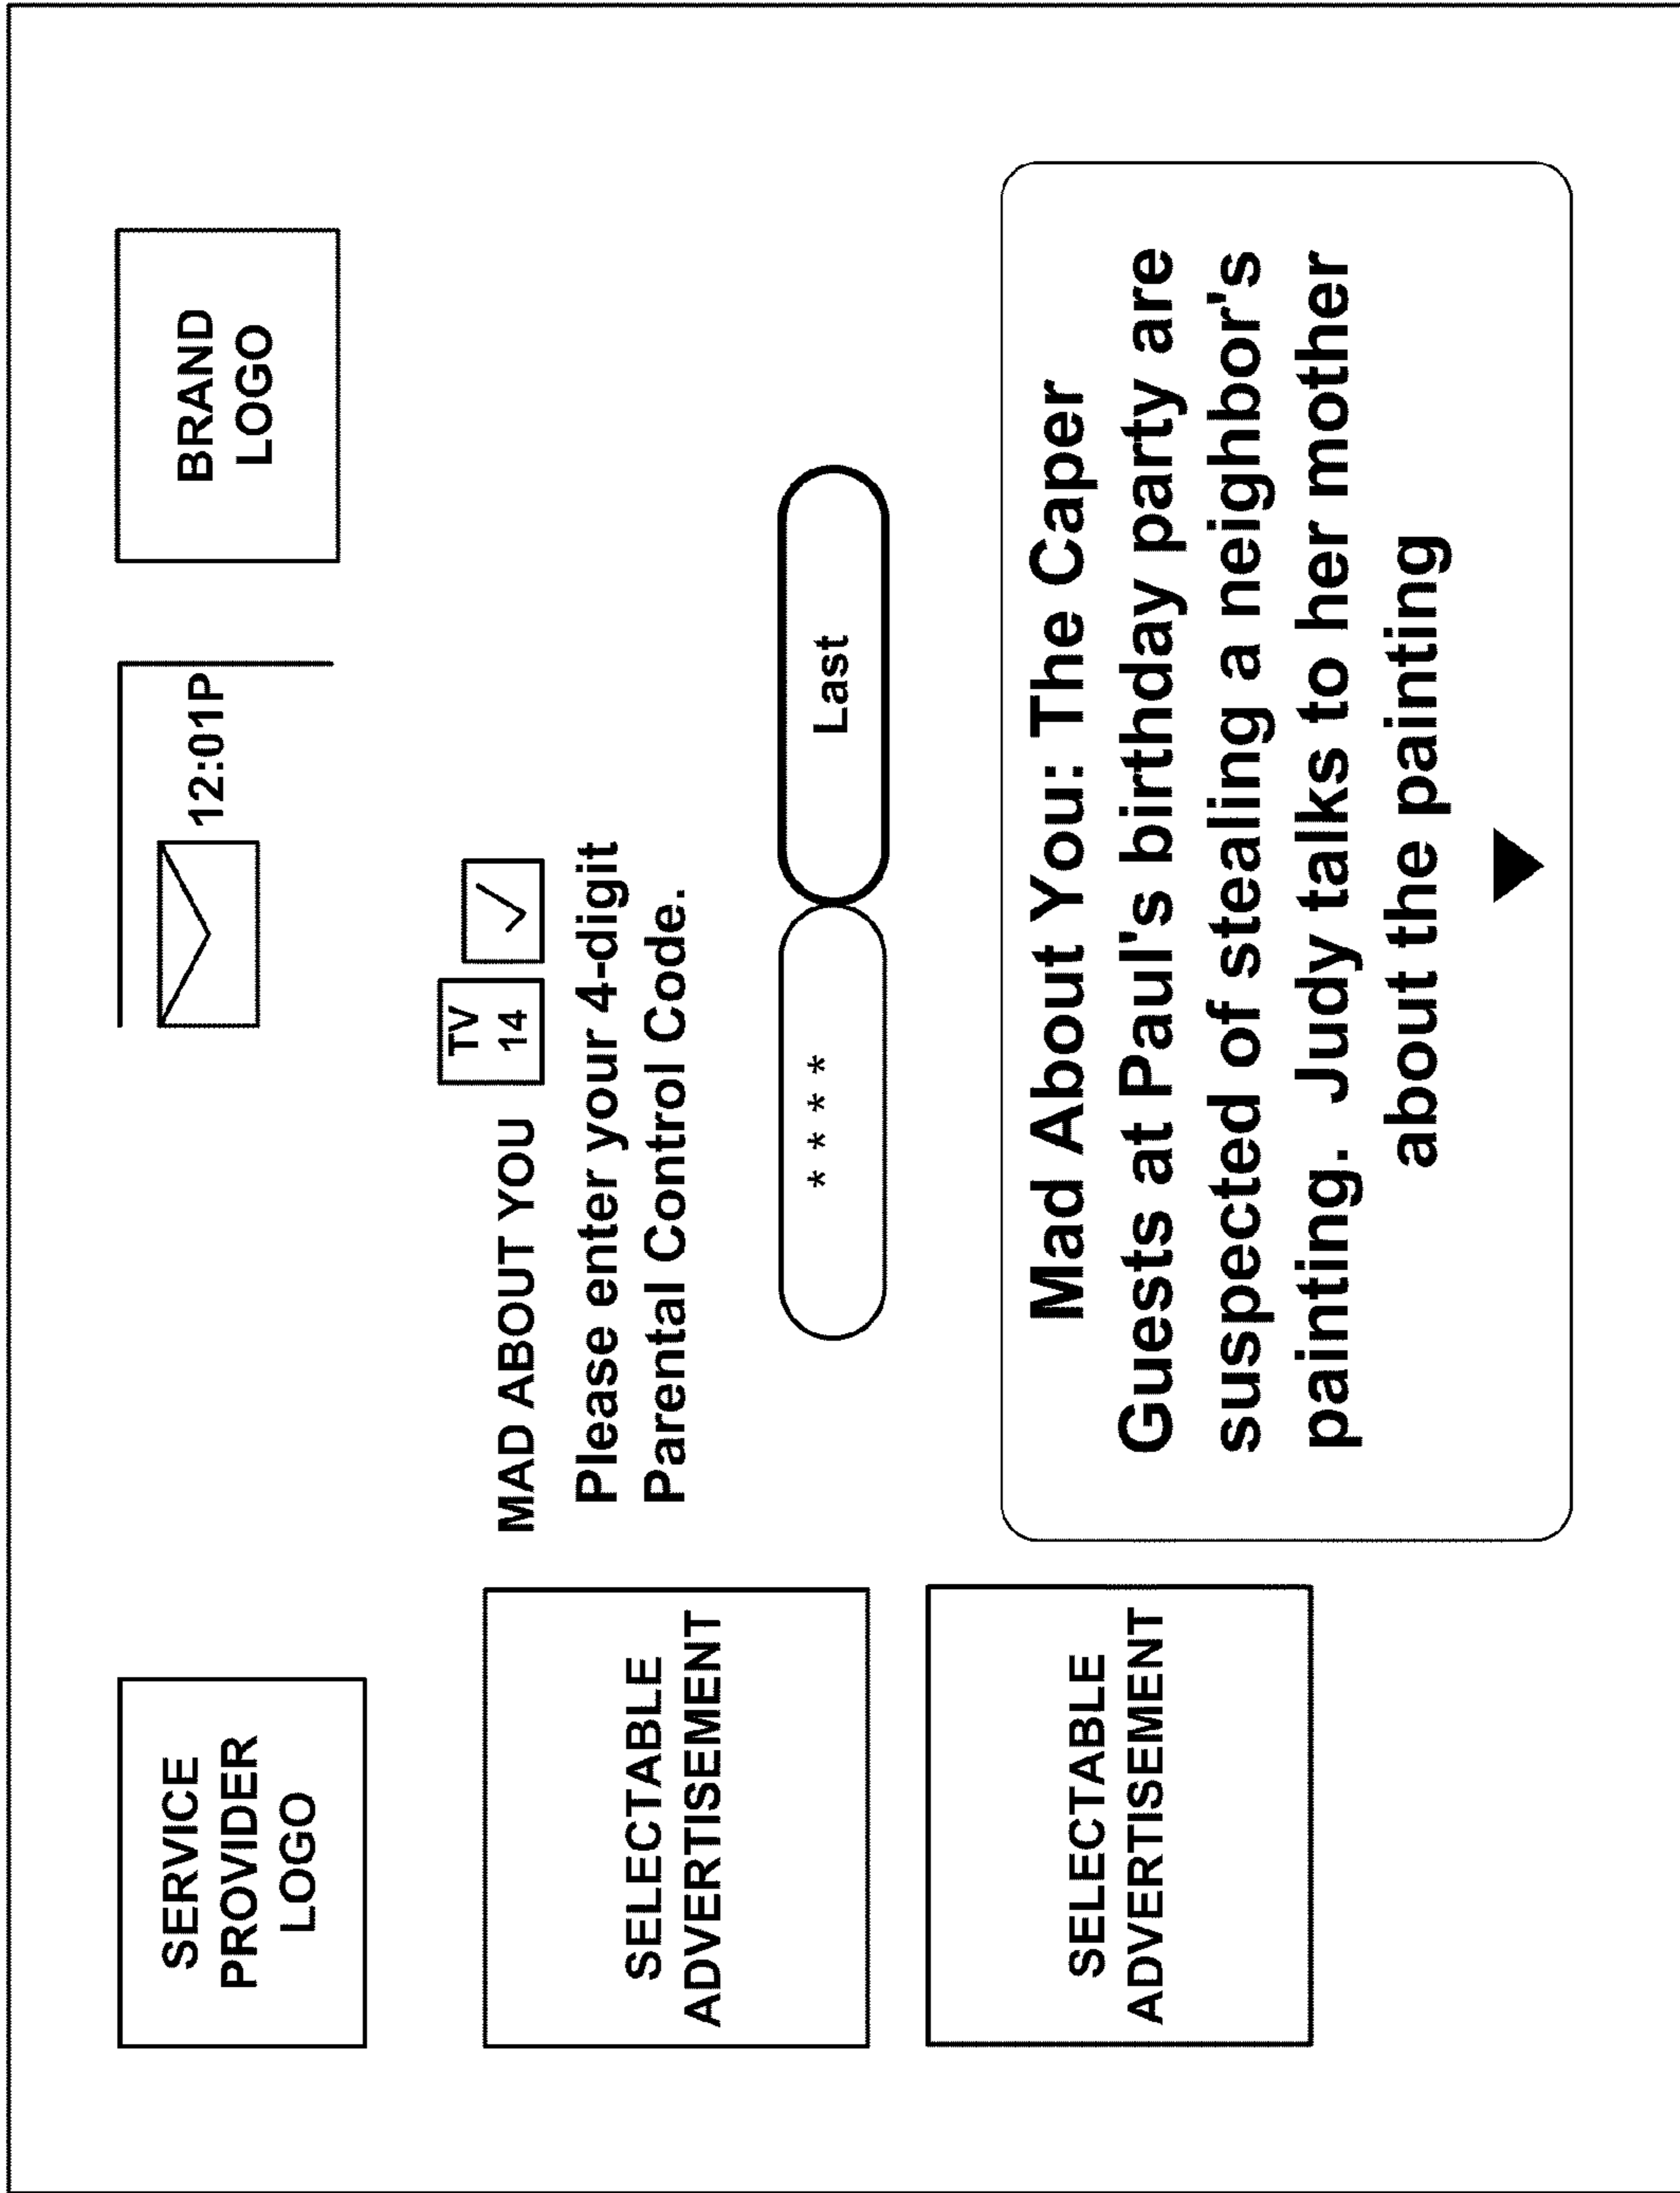 SERVICE
PROVIDER
LOGO
12:01P
BRAND
LOGO
MAD ABOUT YOU
TV
14
Please enter your 4-digit
Parental Control Code.
* * * *
Last
SELECTABLE
ADVERTISEMENT
SELECTABLE
ADVERTISEMENT
Mad About You: The Caper
Guests at Paul's birthday party are
suspected of stealing a neighbor's
painting. Judy talks to her mother
about the painting